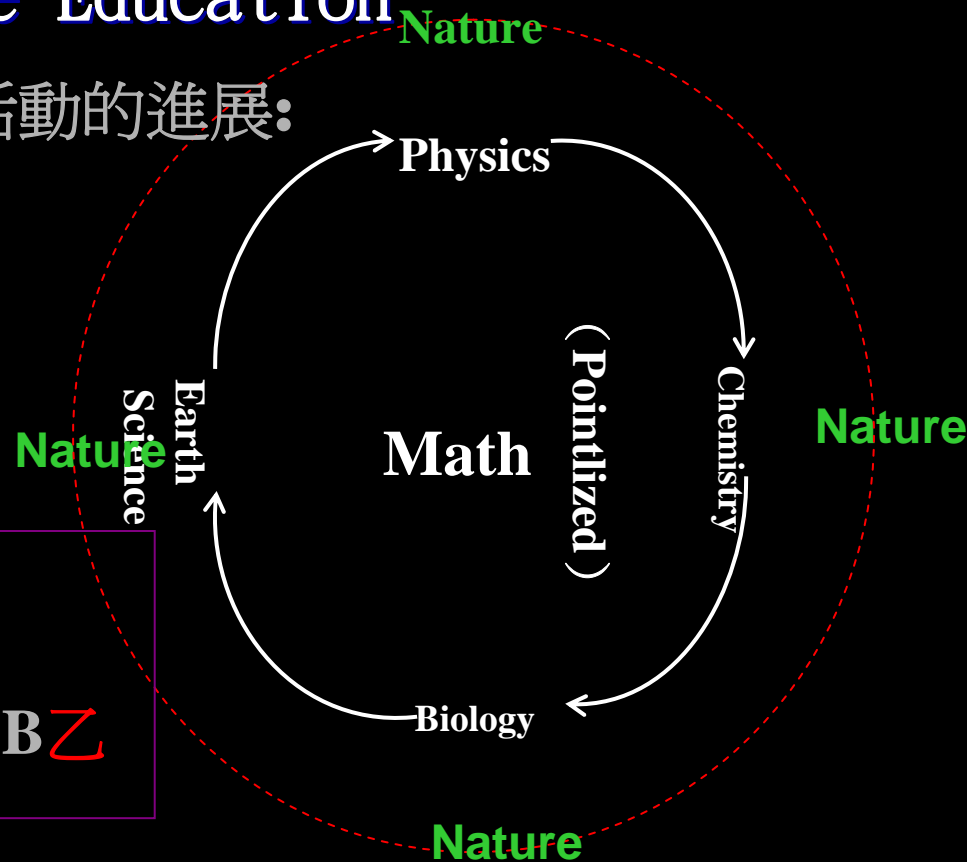 e Education
Nature
活動的進展:
Physics
Chemistry
( Pointlized )
Math
Earth
Science
Nature
Nature
Biology
B乙
Nature